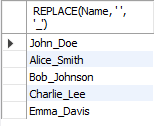 REPLACE(Name, ' ',
'_')
John_Doe
Alice_Smith
Bob_Johnson
Charlie_Lee
Emma_Davis